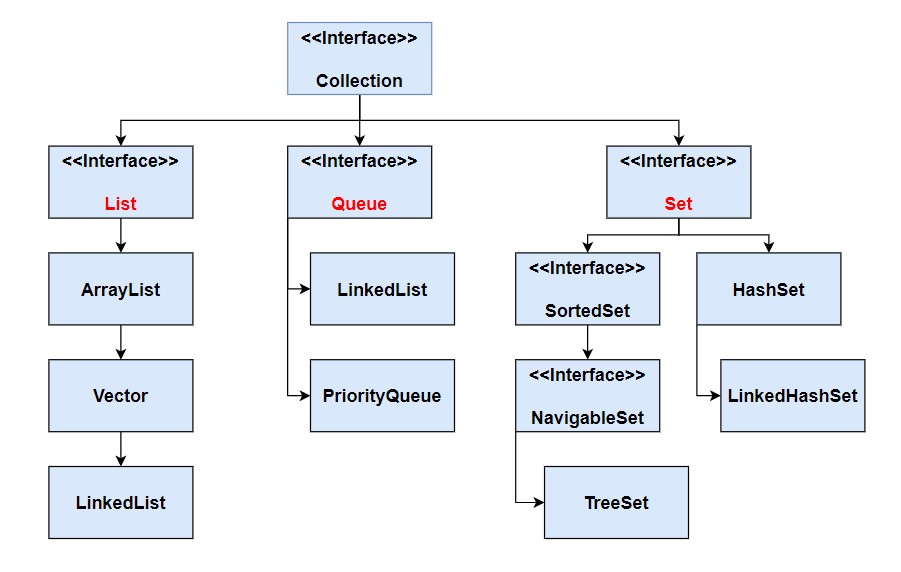 <<Interface>>
Collection
<<Interface>>
List
<<Interface>>
Queue
<<Interface>>
Set
ArrayList
LinkedList
<<Interface>>
SortedSet
HashSet
Vector
PriorityQueue
<<Interface>>
NavigableSet
LinkedHashSet
LinkedList
TreeSet